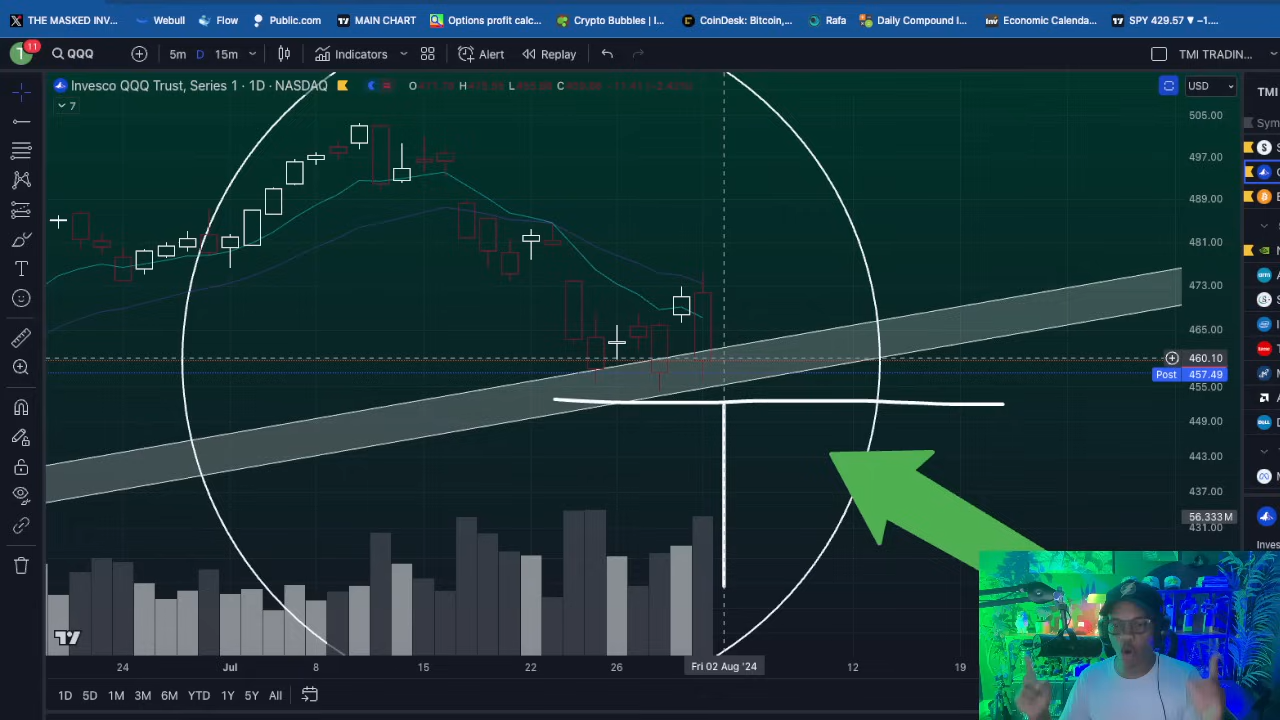 THE MASKED INV...
Webull
Flow
Public.com
MAIN CHART
Options profit calc...
Crypto Bubbles | I...
CoinDesk: Bitcoin,...
Rafa
Daily Compound I...
Economic Calenda...
SPY 429.57 ▼ −1....
11
QQQ
5m
D
15m
Indicators
Alert
Replay
TMI TRADIN...
Invesco QQQ Trust, Series 1 · 1D · NASDAQ
O
H
L
C
USD
TMI
7
Sym
505.00
497.00
489.00
481.00
473.00
465.00
460.10
Post 457.49
455.00
449.00
443.00
437.00
56.333M
431.00
Inves
24
Jul
8
15
22
26
Fri 02 Aug '24
12
19
1D
5D
1M
3M
6M
YTD
1Y
5Y
All